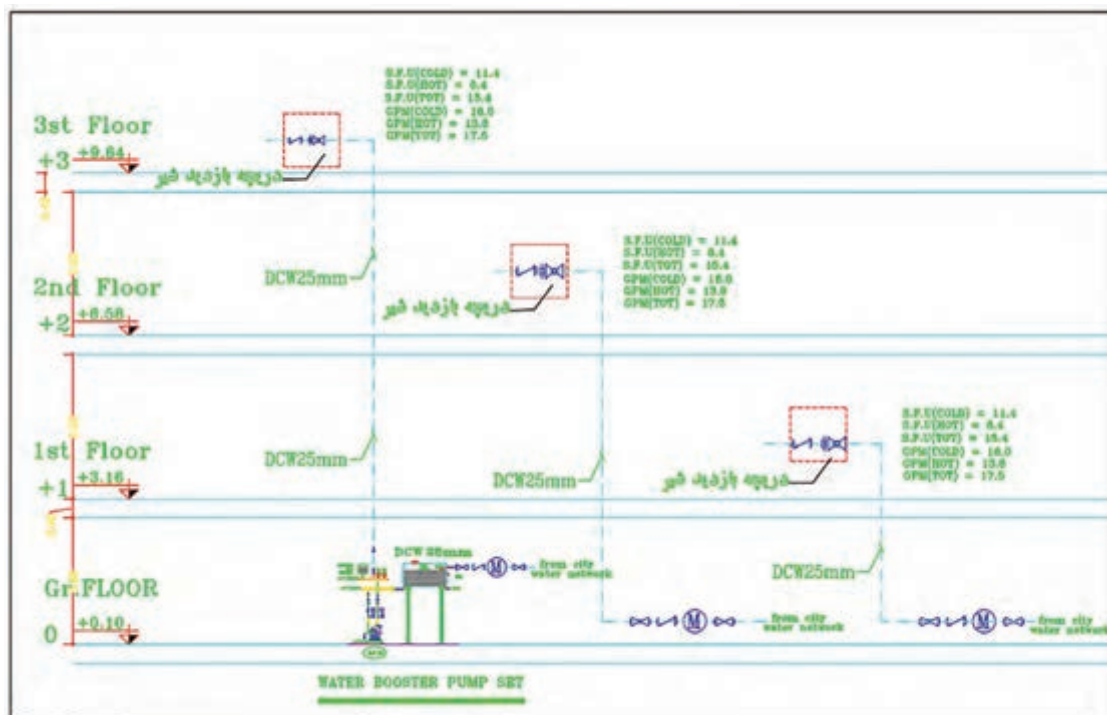 S.F.U(COLD) = 11.4
S.F.U(HOT) = 8.4
S.F.U(TOT) = 15.4
GPM(COLD) = 16.0
GPM(HOT) = 13.8
GPM(TOT) = 17.5
3st Floor
+3 +9.64
دریچه بازدید شیر
DCW25mm
S.F.U(COLD) = 11.4
S.F.U(HOT) = 8.4
S.F.U(TOT) = 15.4
GPM(COLD) = 16.0
GPM(HOT) = 13.8
GPM(TOT) = 17.5
2nd Floor
+2 +6.58
دریچه بازدید شیر
S.F.U(COLD) = 11.4
S.F.U(HOT) = 8.4
S.F.U(TOT) = 15.4
GPM(COLD) = 16.0
GPM(HOT) = 13.8
GPM(TOT) = 17.5
1st Floor
+1 +3.16
DCW25mm
DCW25mm
دریچه بازدید شیر
DCW 25mm
M
from city
water network
DCW25mm
Gr.FLOOR
0 +0.10
M
from city
water network
M
from city
water network
WATER BOOSTER PUMP SET